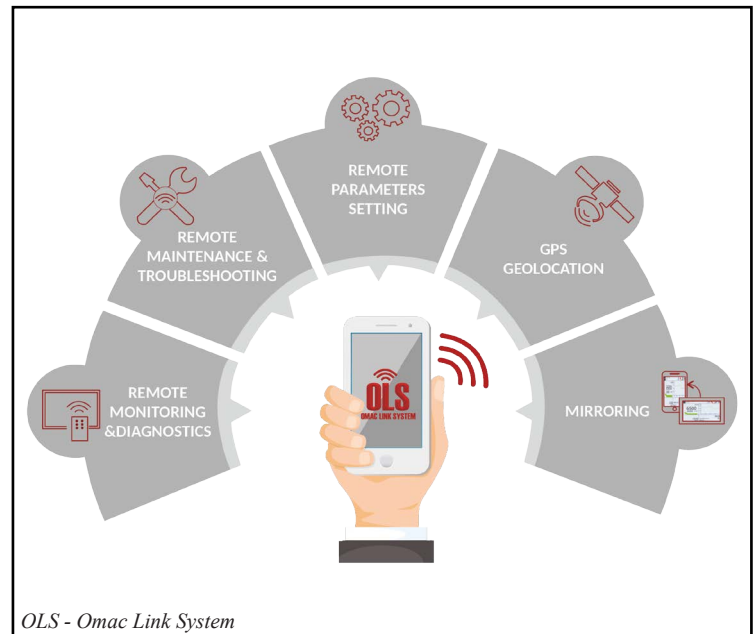 REMOTE
PARAMETERS
SETTING
REMOTE
MAINTENANCE &
TROUBLESHOOTING
GPS
GEOLOCATION
REMOTE
MONITORING
&DIAGNOSTICS
MIRRORING
OLS
OMAC LINK SYSTEM
OLS - Omac Link System